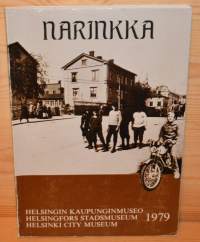 NARINKKA
HELSINGIN KAUPUNGINMUSEO
HELSINGFORS STADSMUSEUM 1979
HELSINKI CITY MUSEUM